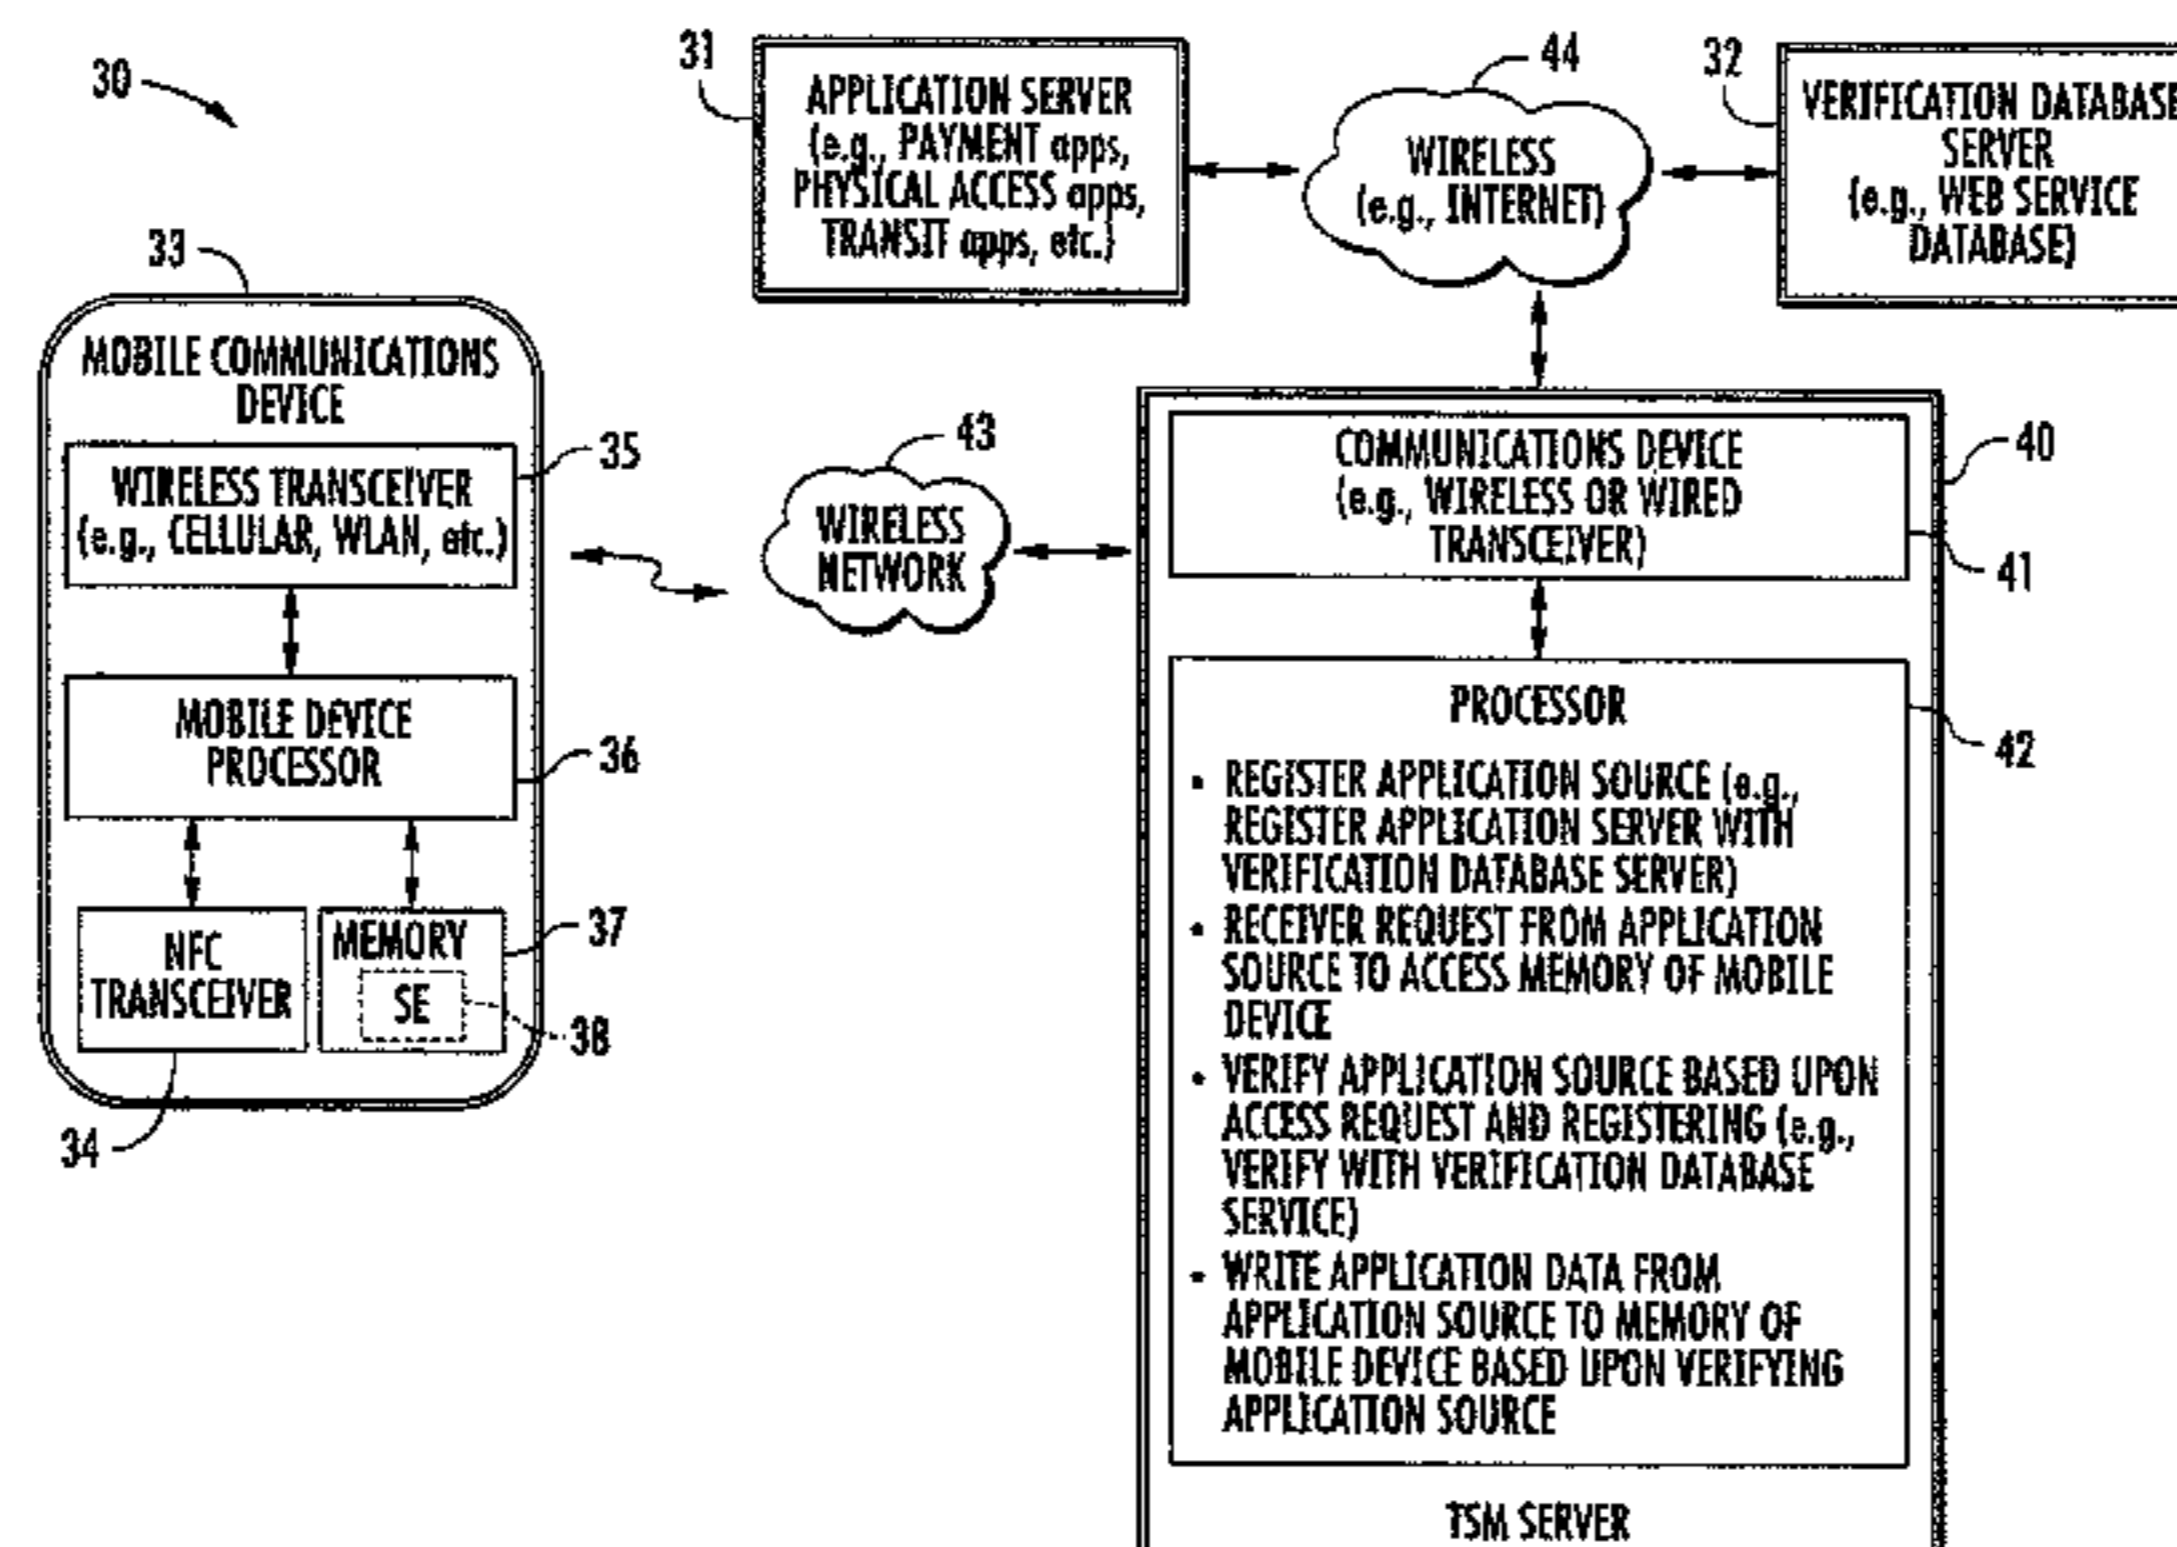 30
31
APPLICATION SERVER
(e.g., PAYMENT apps,
PHYSICAL ACCESS apps,
TRANSIT apps, etc.)
44
WIRELESS
(e.g., INTERNET)
32
VERIFICATION DATABASE
SERVER
(e.g., WEB SERVICE
DATABASE)
33
MOBILE COMMUNICATIONS
DEVICE
WIRELESS TRANSCEIVER
(e.g., CELLULAR, WLAN, etc.)
35
MOBILE DEVICE
PROCESSOR
36
NFC
TRANSCEIVER
34
MEMORY
37
SE
38
43
WIRELESS
NETWORK
40
COMMUNICATIONS DEVICE
(e.g., WIRELESS OR WIRED
TRANSCEIVER)
41
PROCESSOR
42
• REGISTER APPLICATION SOURCE (e.g.,
REGISTER APPLICATION SERVER WITH
VERIFICATION DATABASE SERVER)
• RECEIVER REQUEST FROM APPLICATION
SOURCE TO ACCESS MEMORY OF MOBILE
DEVICE
• VERIFY APPLICATION SOURCE BASED UPON
ACCESS REQUEST AND REGISTERING (e.g.,
VERIFY WITH VERIFICATION DATABASE
SERVICE)
• WRITE APPLICATION DATA FROM
APPLICATION SOURCE TO MEMORY OF
MOBILE DEVICE BASED UPON VERIFYING
APPLICATION SOURCE
TSM SERVER